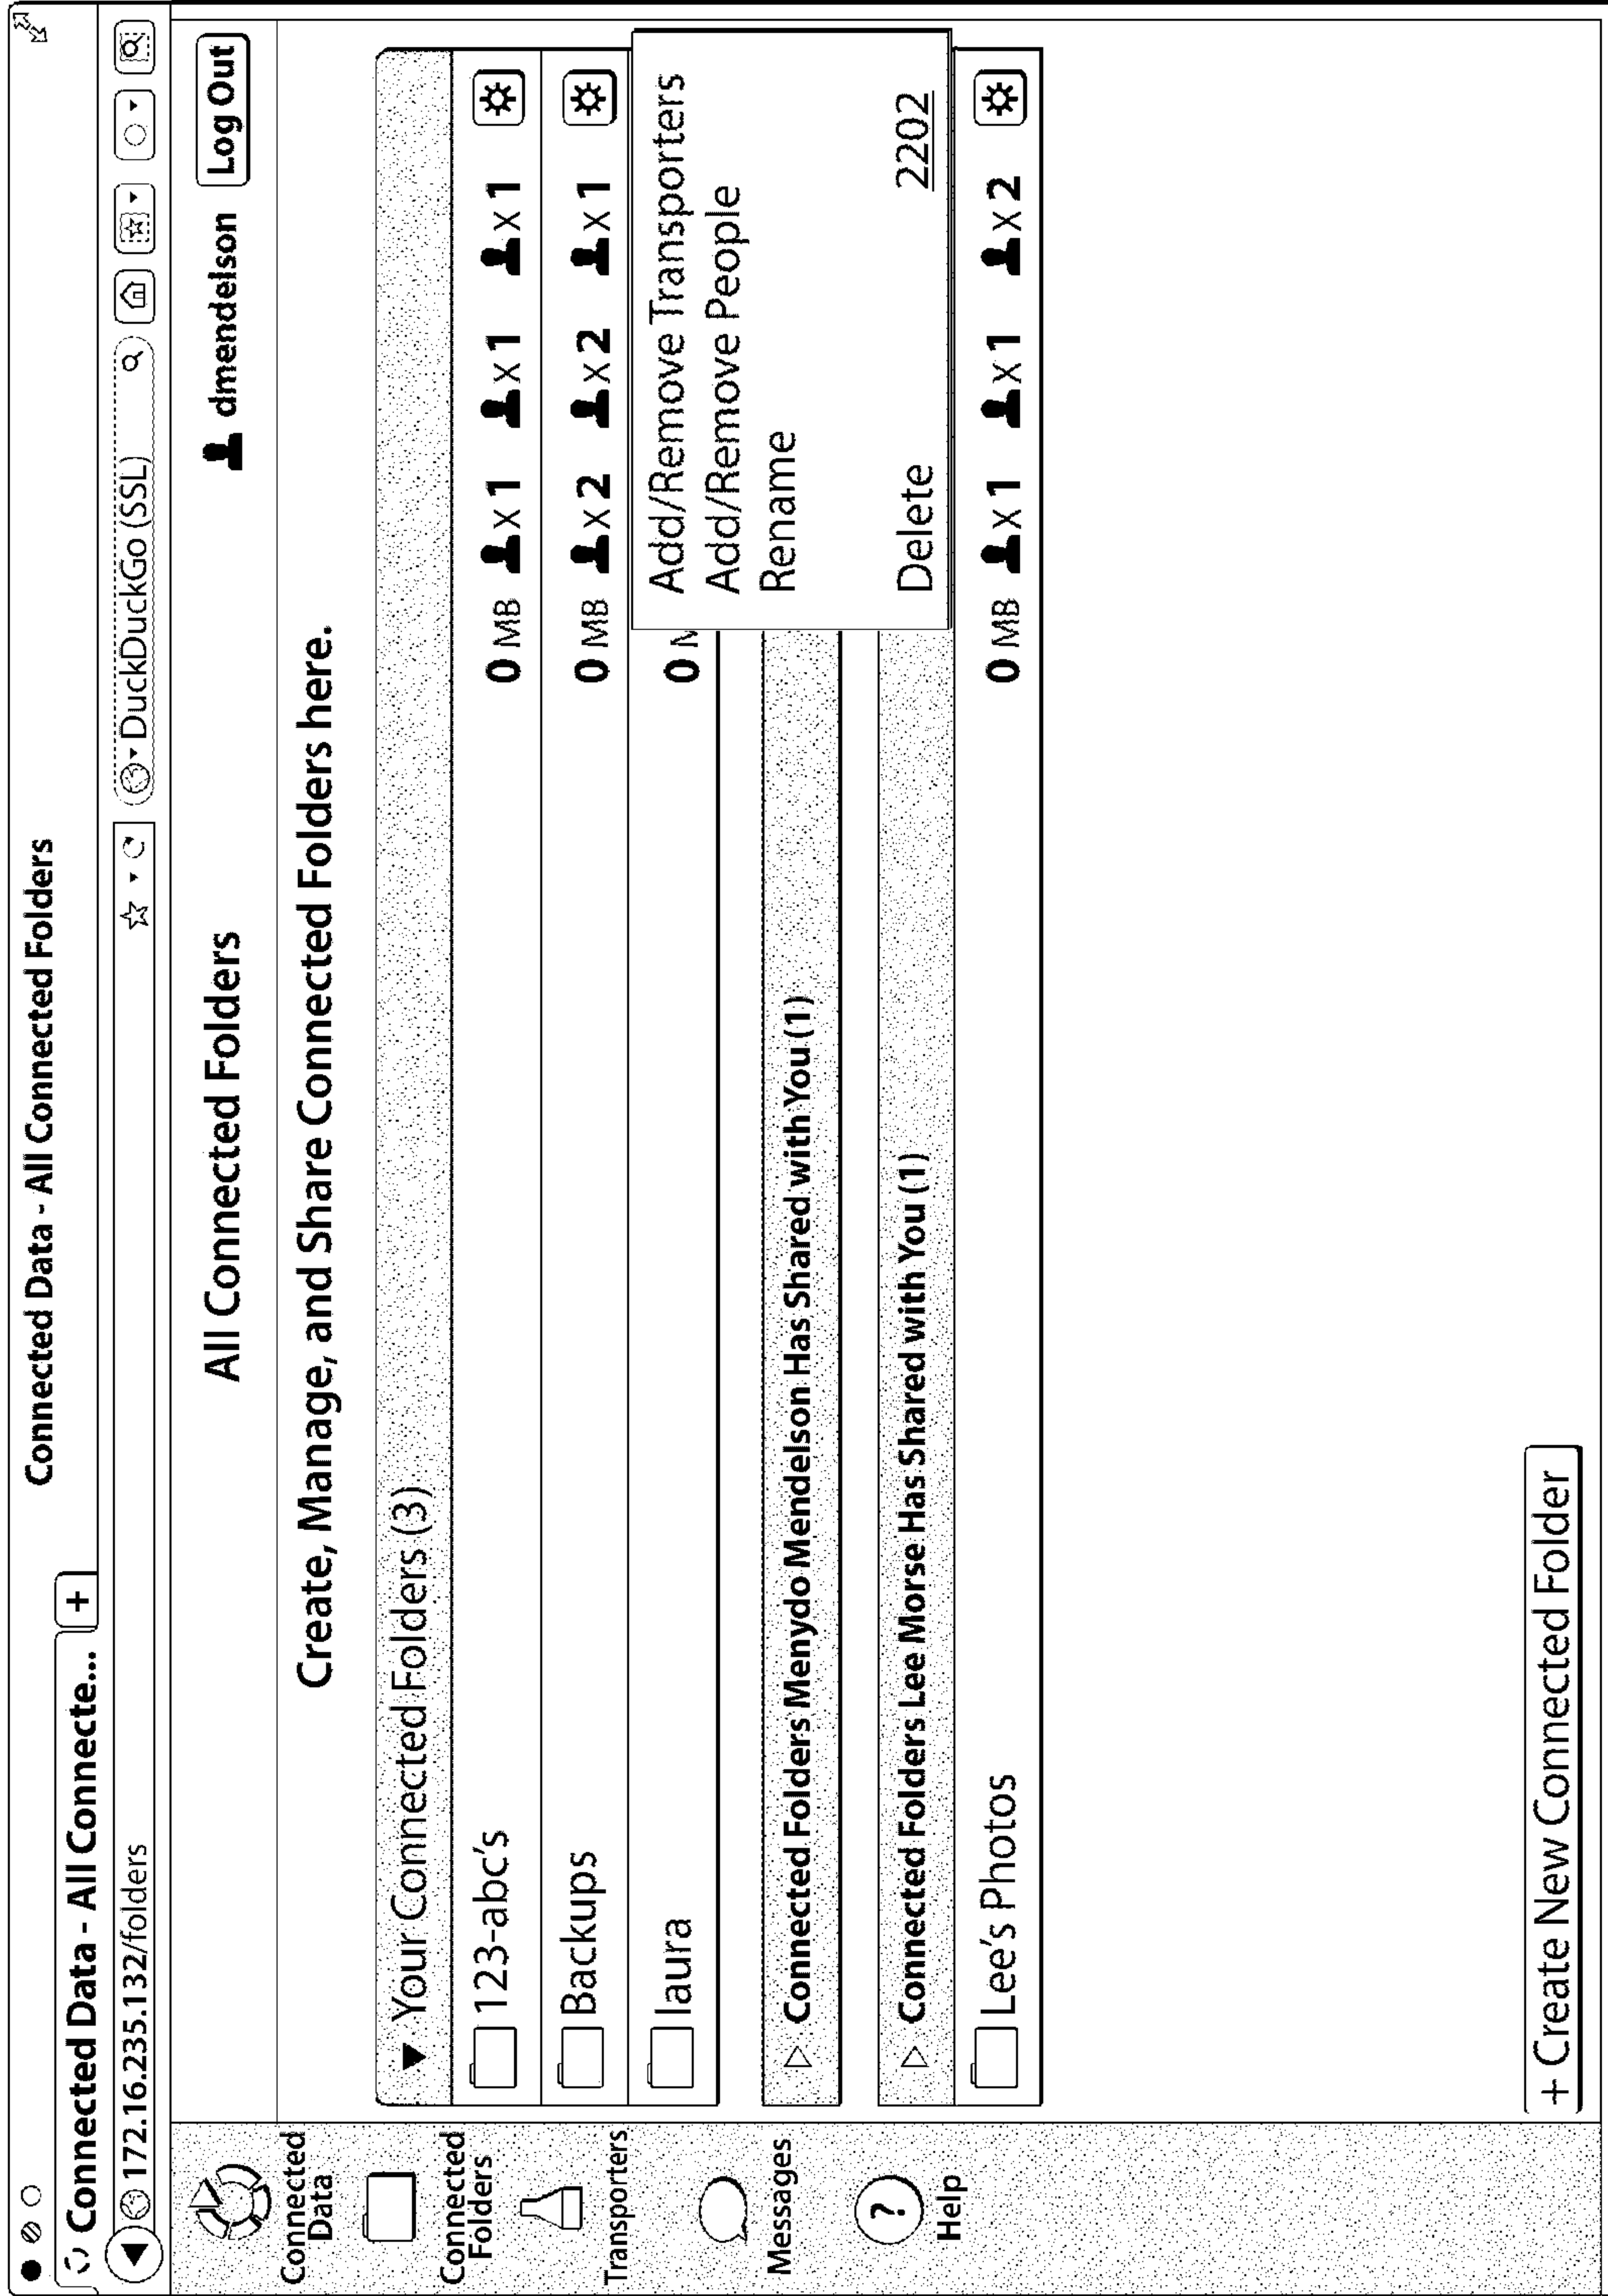 Connected Data - All Connected Folders
Connected Data - All Connecte... +
172.16.235.132/folders
DuckDuckGo (SSL)
All Connected Folders
dmendelson
Log Out
Create, Manage, and Share Connected Folders here.
Connected Data
Connected Folders
Transporters
Messages
? Help
Your Connected Folders (3)
123-abc's 0 MB x 1 x 1 x 1
Backups 0 MB x 2 x 2 x 1
laura 0
Add/Remove Transporters
Add/Remove People
Rename
Delete 2202
Connected Folders Menydo Mendelson Has Shared with You (1)
Connected Folders Lee Morse Has Shared with You (1)
Lee's Photos 0 MB x 1 x 1 x 2
+ Create New Connected Folder